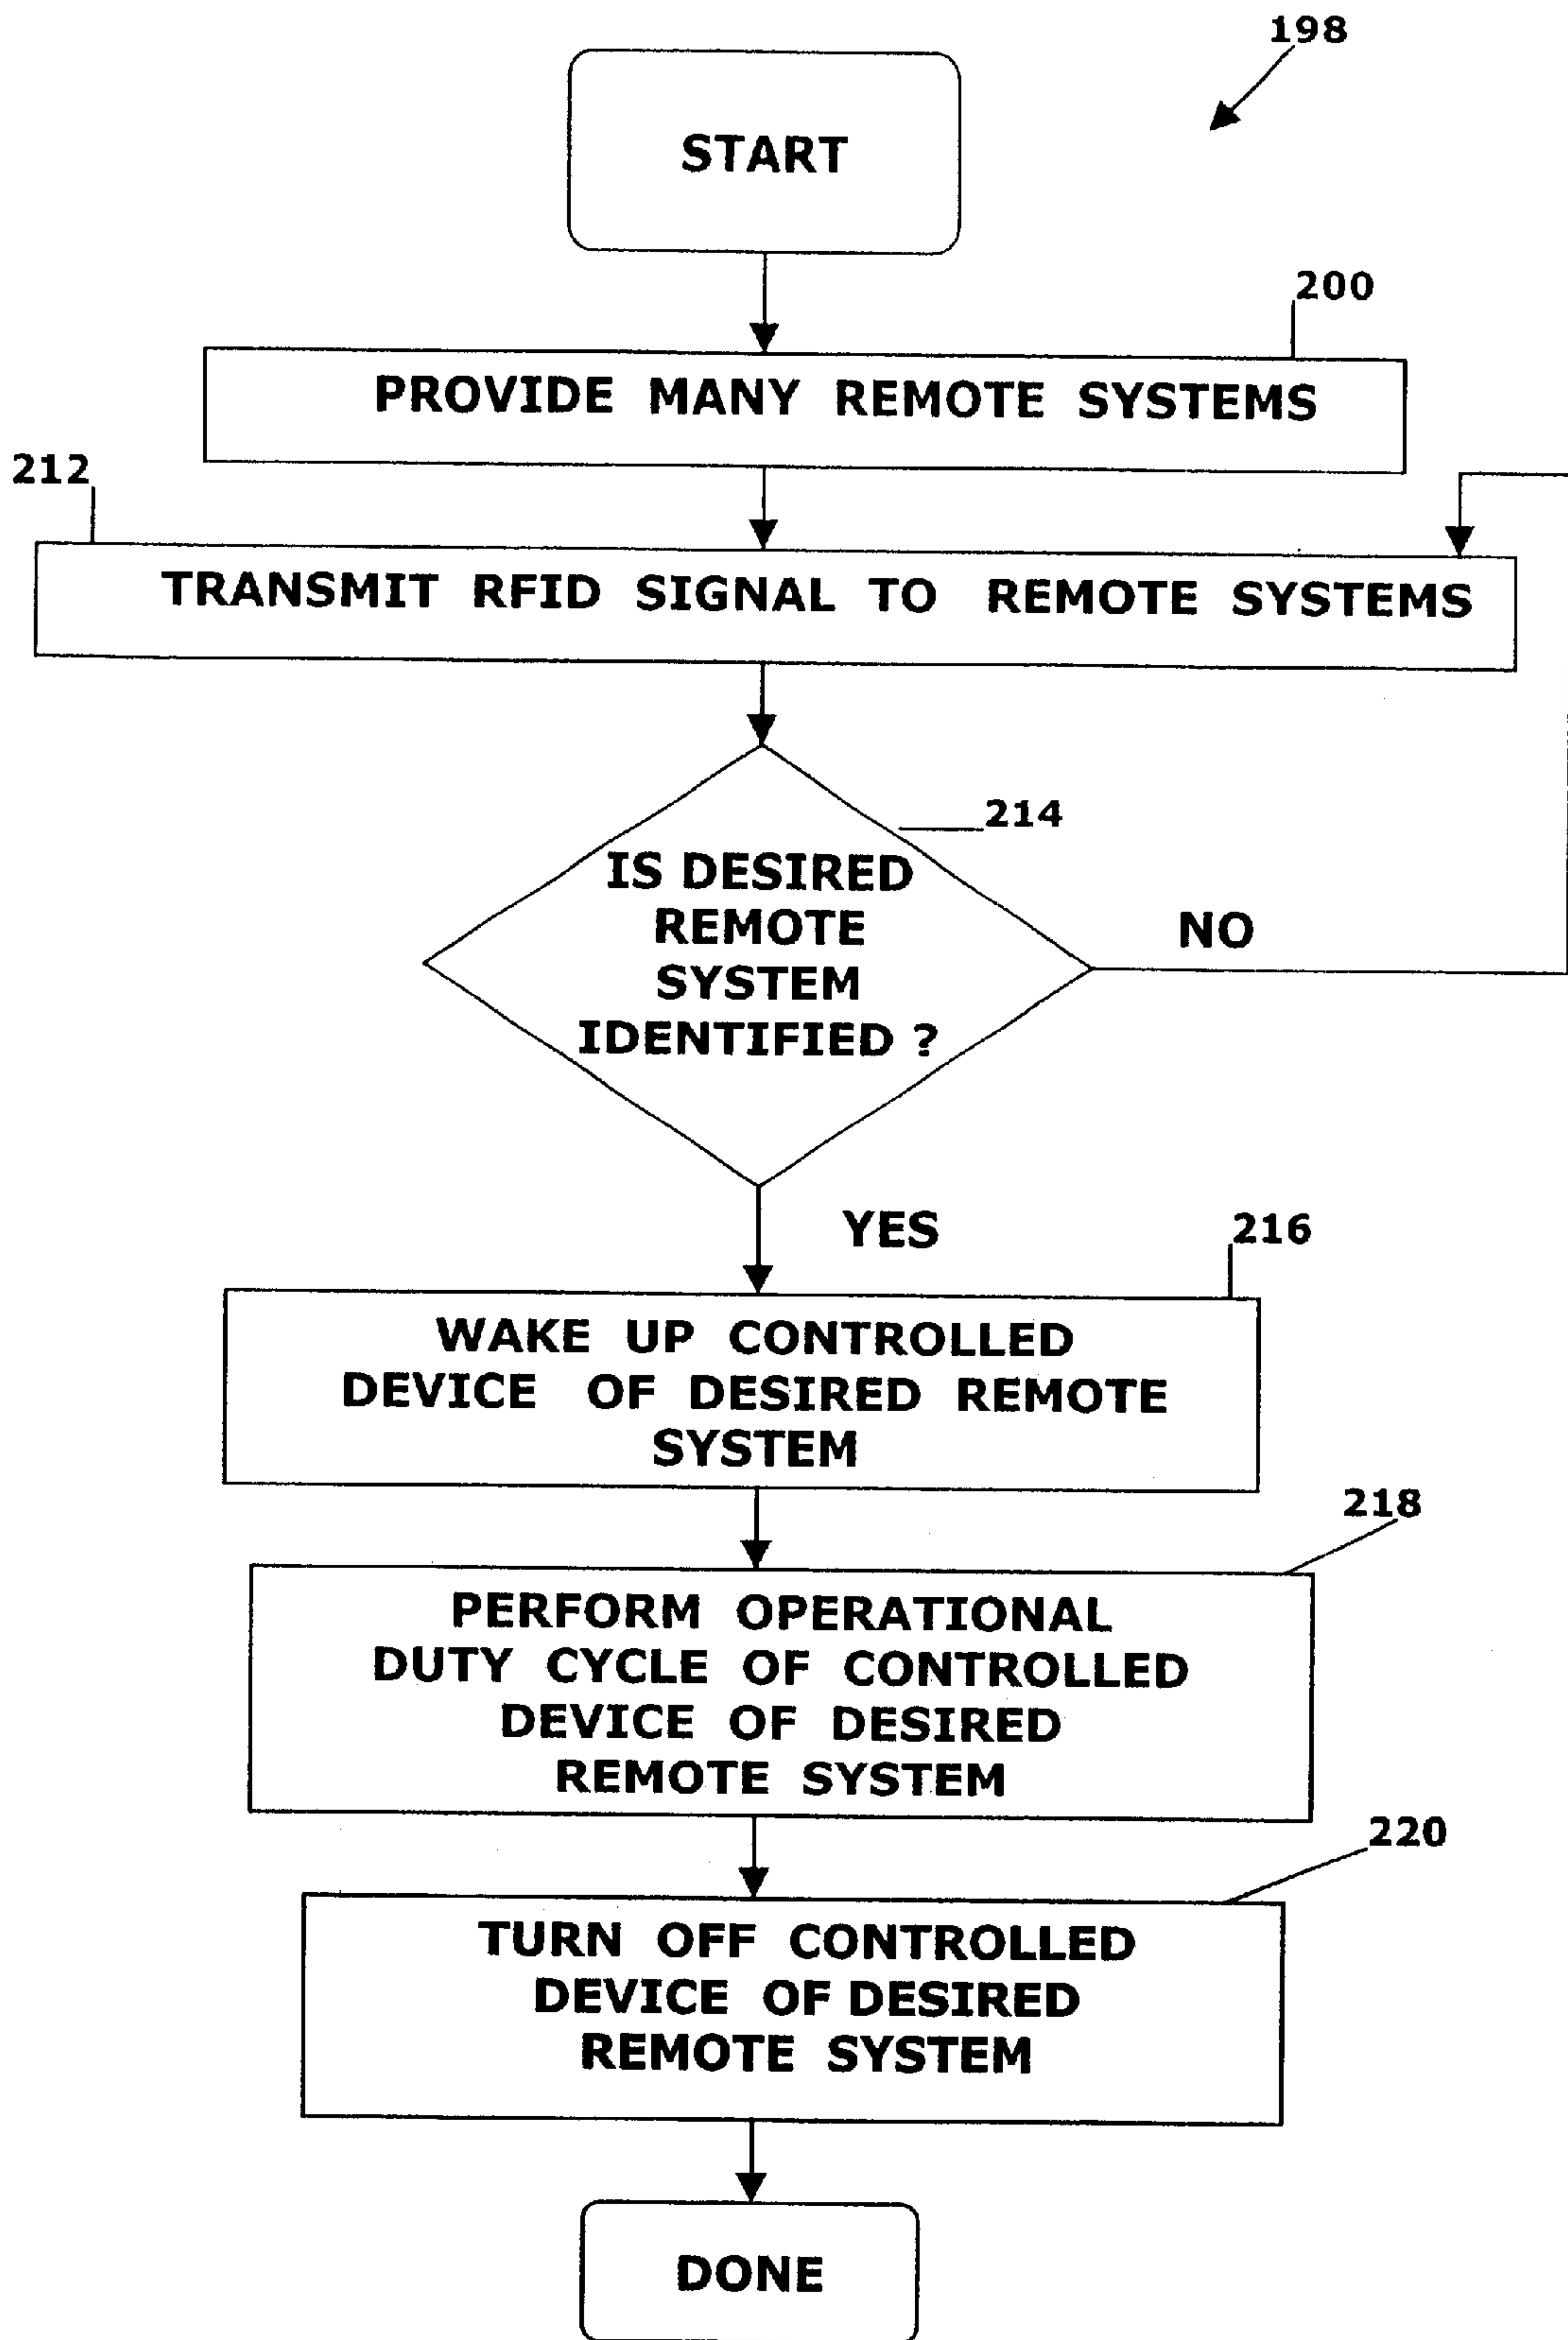 198
START
200
PROVIDE MANY REMOTE SYSTEMS
212
TRANSMIT RFID SIGNAL TO REMOTE SYSTEMS
214
IS DESIRED
REMOTE
SYSTEM
IDENTIFIED ?
NO
YES
216
WAKE UP CONTROLLED
DEVICE OF DESIRED REMOTE
SYSTEM
218
PERFORM OPERATIONAL
DUTY CYCLE OF CONTROLLED
DEVICE OF DESIRED
REMOTE SYSTEM
220
TURN OFF CONTROLLED
DEVICE OF DESIRED
REMOTE SYSTEM
DONE